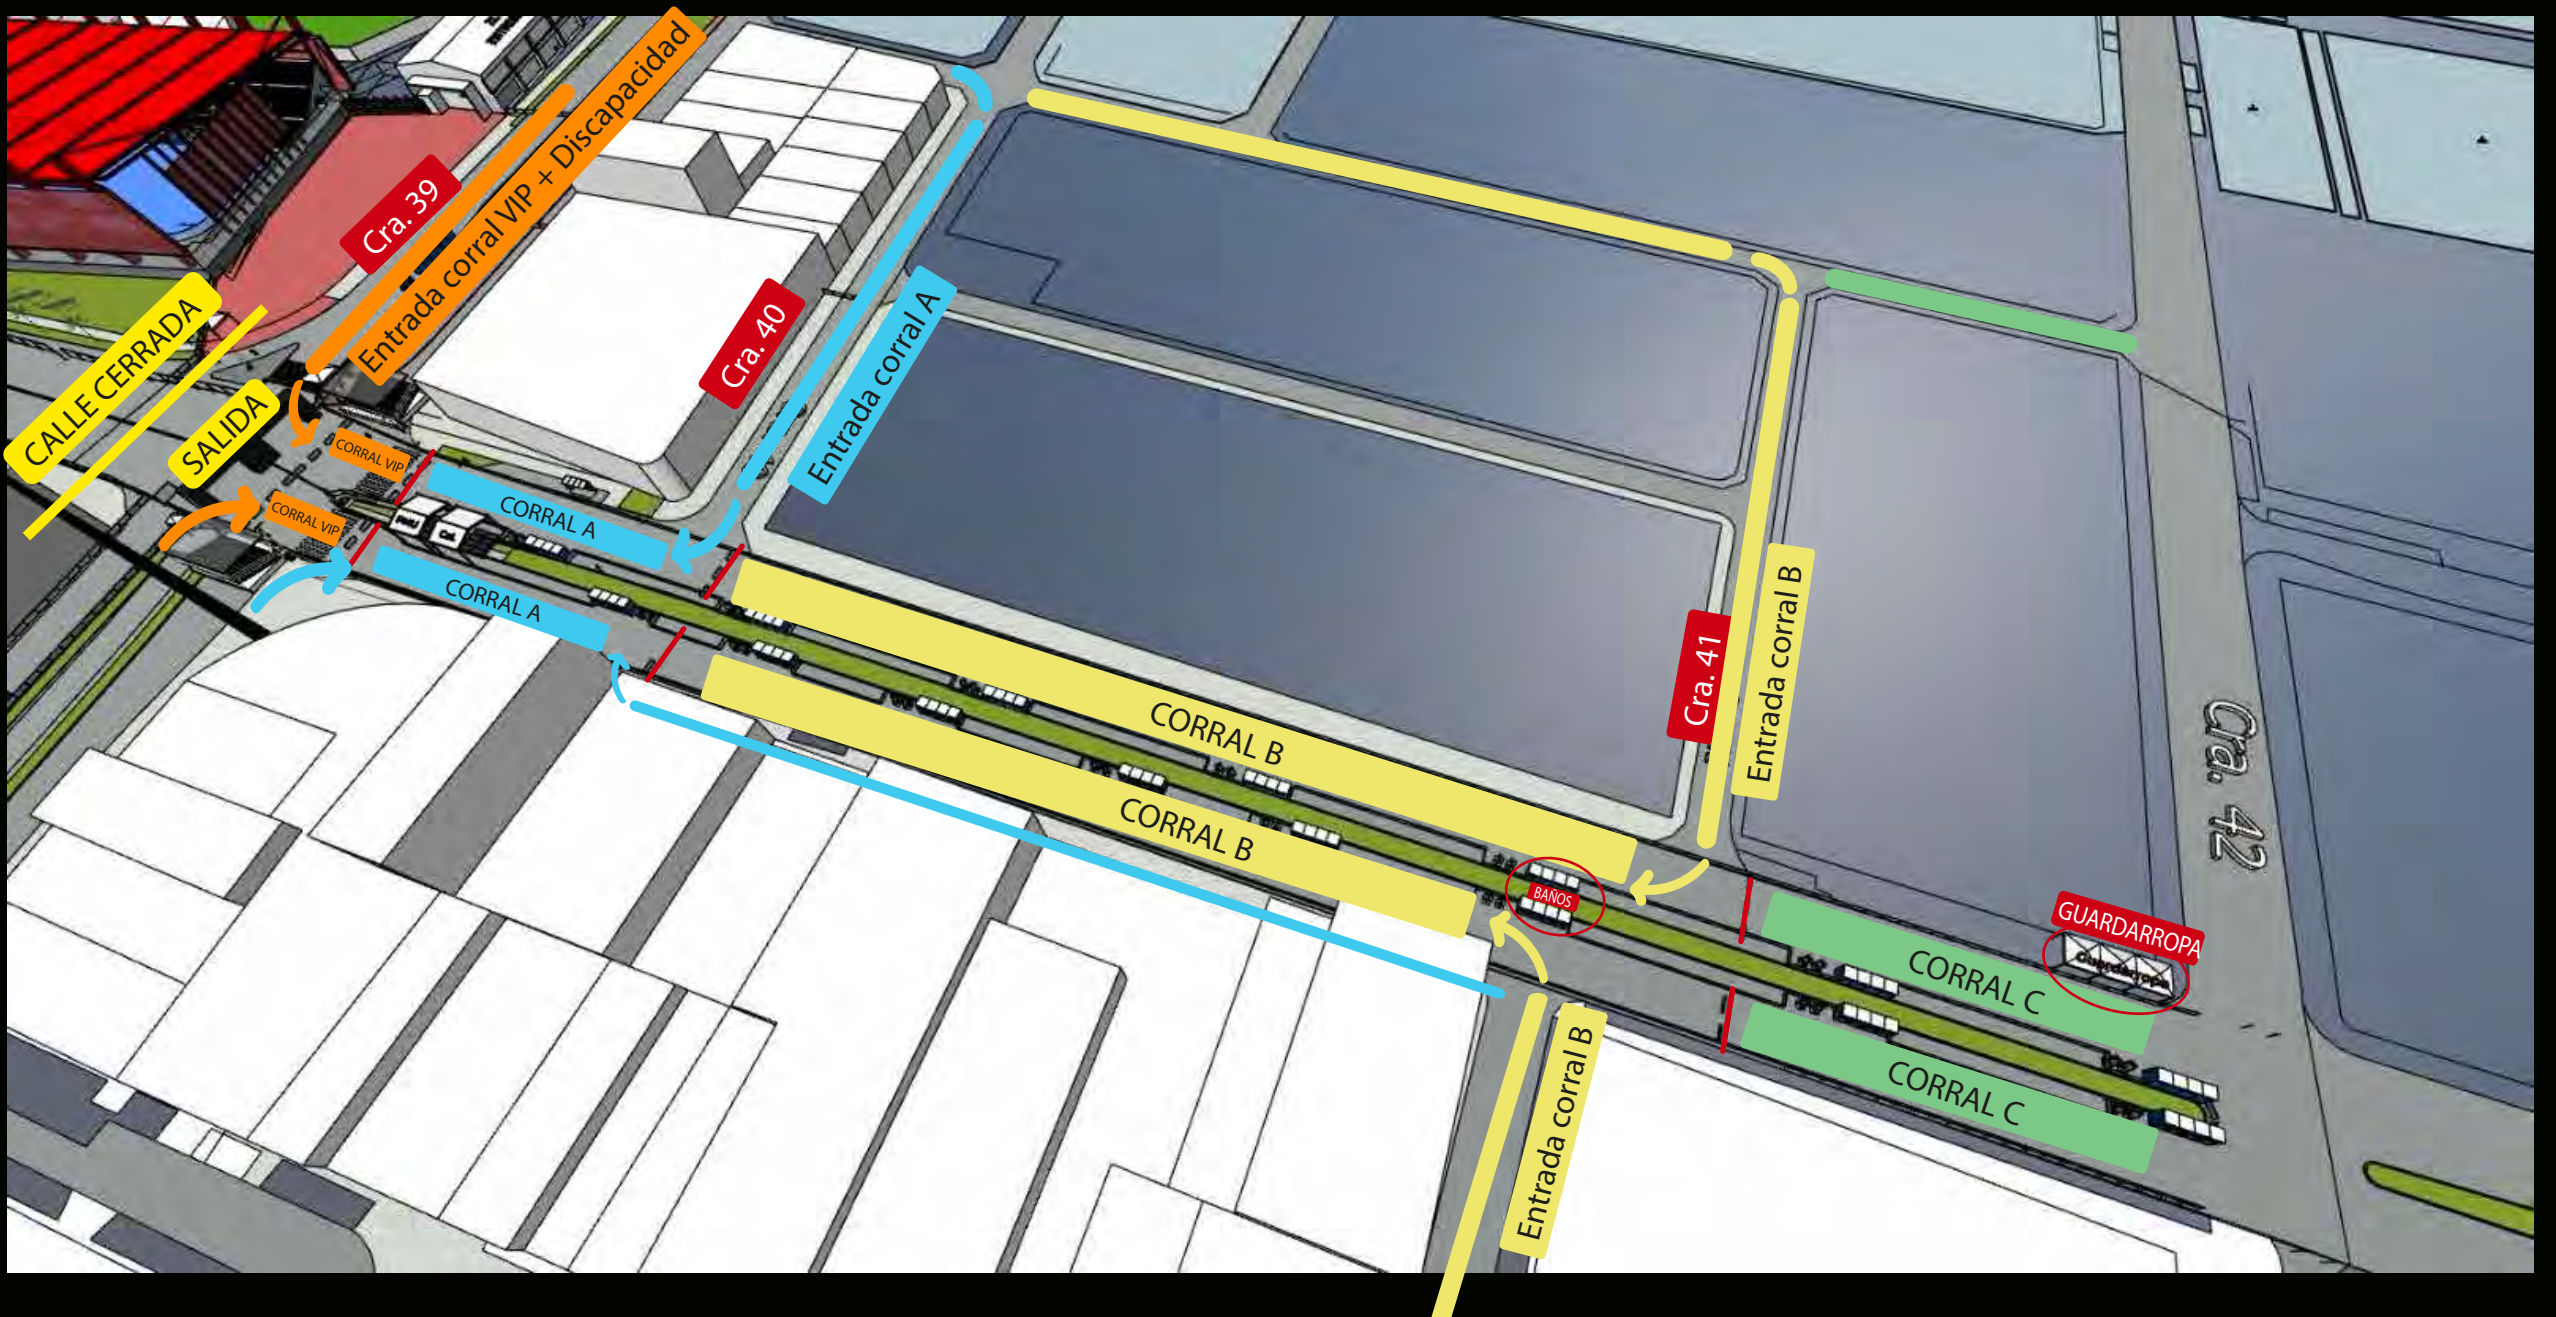 Entrada corral VIP + Discapacidad
Cra. 39
CALLE CERRADA
SALIDA
Cra. 40
Entrada corral A
CORRAL VIP
CORRAL VIP
CORRAL A
CORRAL A
Cra. 41
Entrada corral B
CORRAL B
CORRAL B
Cra. 42
BAÑOS
GUARDARROPA
Guardarropa
CORRAL C
CORRAL C
Entrada corral B